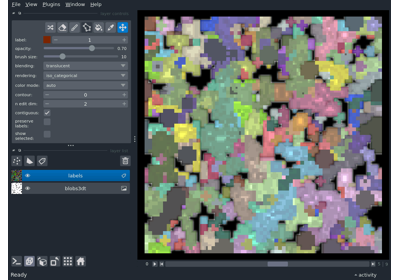 File View Plugins Window Help
label: 1
opacity: 0.70
brush size: 10
blending: translucent
rendering: iso_categorical
color mode: auto
contour: 0
n edit dim: 2
contiguous:
preserve
labels:
show
selected:
labels
blobs3dt
Ready
activity